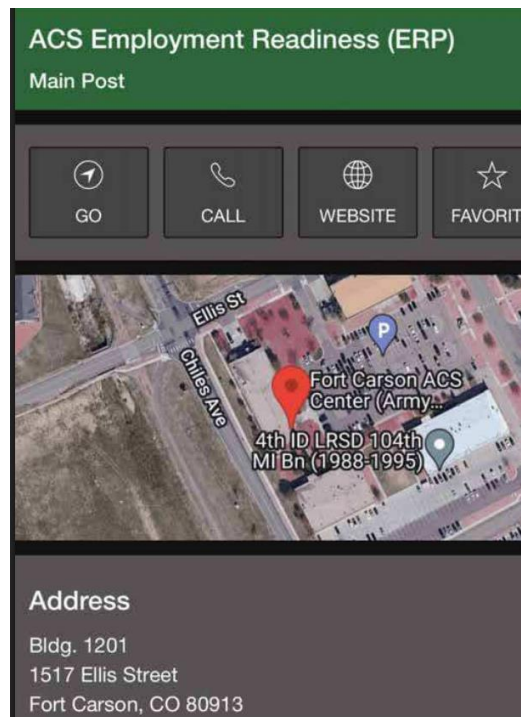 ACS Employment Readiness (ERP)
Main Post
GO
CALL
WEBSITE
FAVORIT
Ellis St
Chiles Ave
P
Fort Carson ACS
Center (Army...
4th ID LRSD 104th
MI Bn (1988-1995)
Address
Bldg. 1201
1517 Ellis Street
Fort Carson, CO 80913